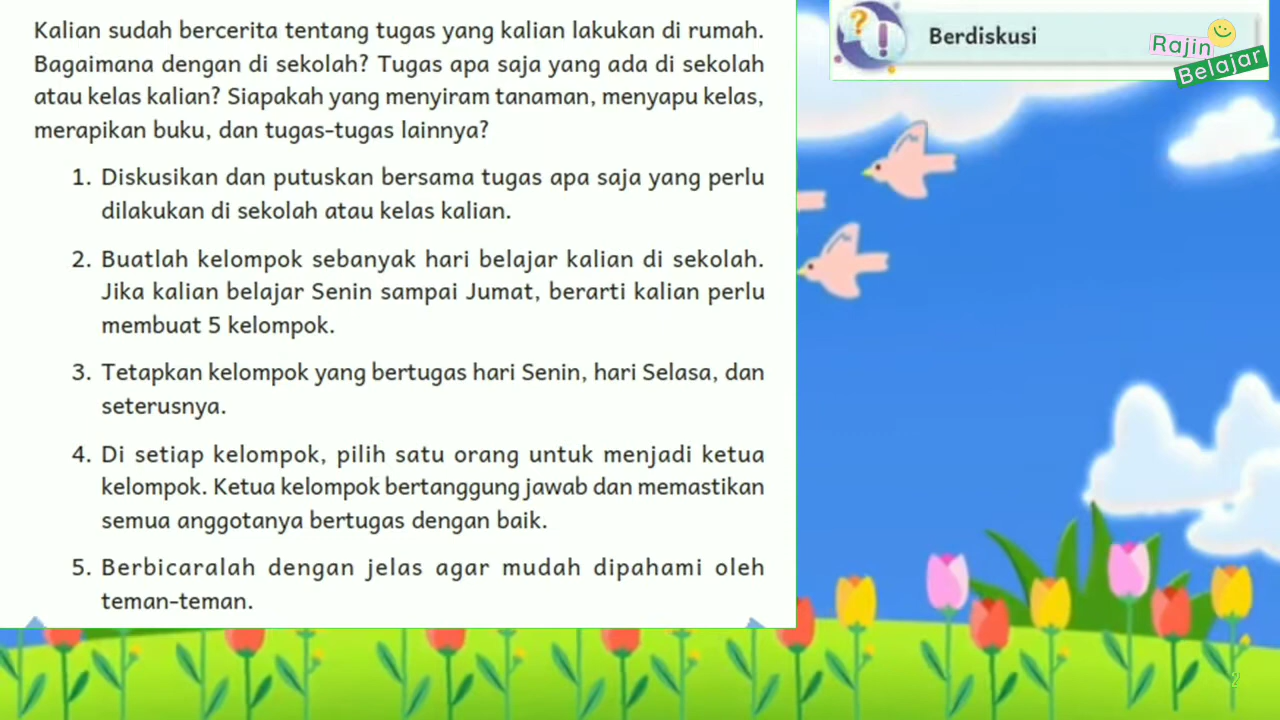 Kalian sudah bercerita tentang tugas yang kalian lakukan di rumah.
Bagaimana dengan di sekolah? Tugas apa saja yang ada di sekolah
atau kelas kalian? Siapakah yang menyiram tanaman, menyapu kelas,
merapikan buku, dan tugas-tugas lainnya?
1. Diskusikan dan putuskan bersama tugas apa saja yang perlu
dilakukan di sekolah atau kelas kalian.
2. Buatlah kelompok sebanyak hari belajar kalian di sekolah.
Jika kalian belajar Senin sampai Jumat, berarti kalian perlu
membuat 5 kelompok.
3. Tetapkan kelompok yang bertugas hari Senin, hari Selasa, dan
seterusnya.
4. Di setiap kelompok, pilih satu orang untuk menjadi ketua
kelompok. Ketua kelompok bertanggung jawab dan memastikan
semua anggotanya bertugas dengan baik.
5. Berbicaralah dengan jelas agar mudah dipahami oleh
teman-teman.
? !
Berdiskusi
Rajin
Belajar
2